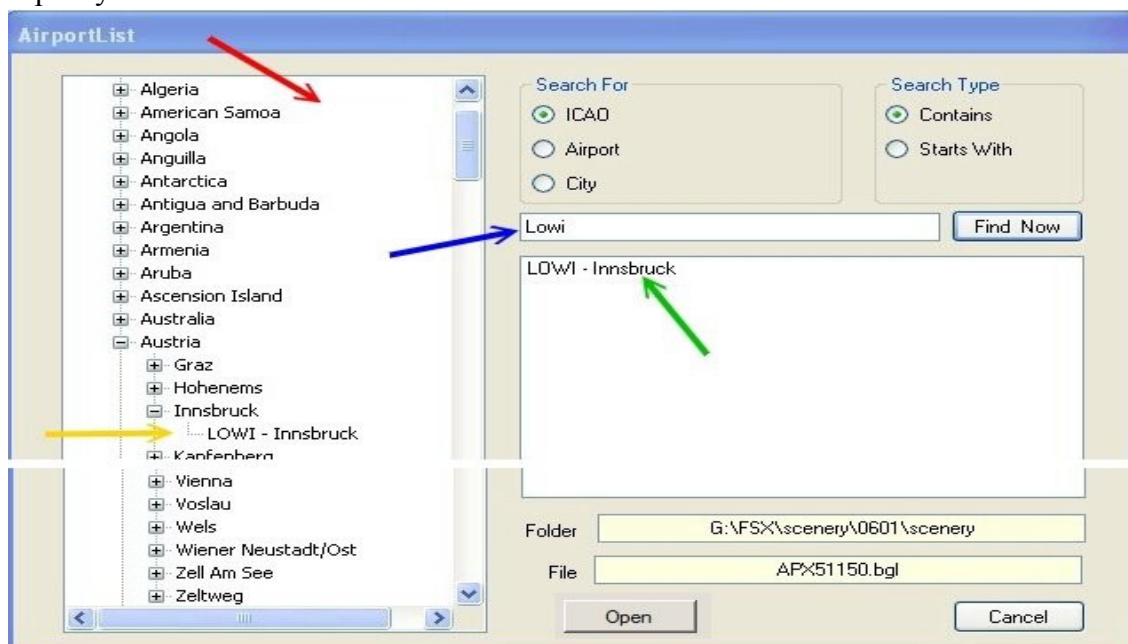 AirportList
Algeria
American Samoa
Angola
Anguilla
Antarctica
Antigua and Barbuda
Argentina
Armenia
Aruba
Ascension Island
Australia
Austria
Graz
Hohenems
Innsbruck
LOWI - Innsbruck
Kapfenberg
Vienna
Voslau
Wels
Wiener Neustadt/Ost
Zell Am See
Zeltweg
Search For
ICAO
Airport
City
Search Type
Contains
Starts With
Lowi
Find Now
LOWI - Innsbruck
Folder
G:\FSX\scenery\0601\scenery
File
APX51150.bgl
Open
Cancel